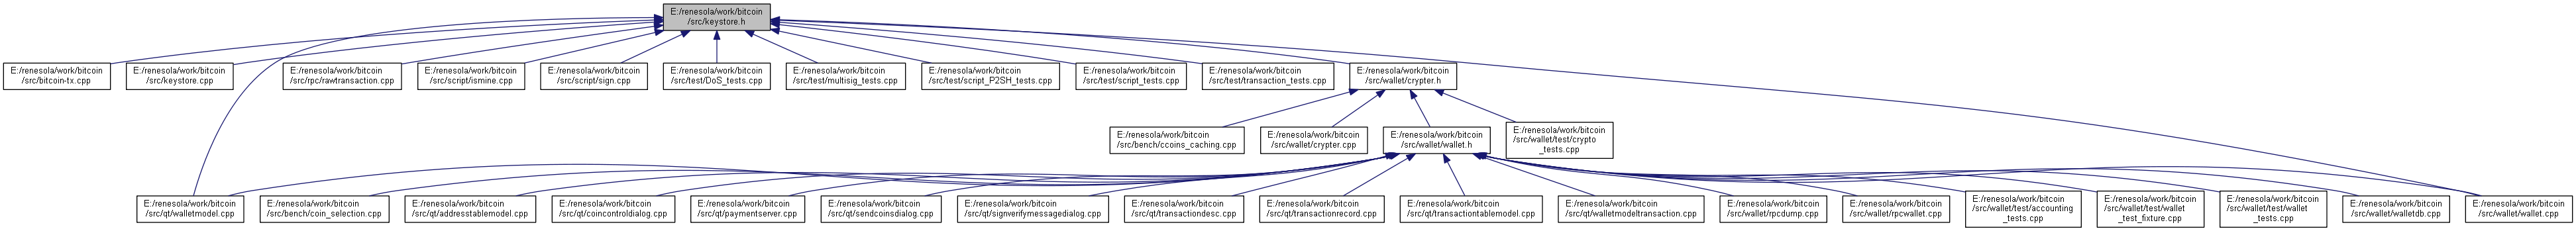 E:/renesola/work/bitcoin
/src/keystore.h
E:/renesola/work/bitcoin
/src/bitcoin-tx.cpp
E:/renesola/work/bitcoin
/src/keystore.cpp
E:/renesola/work/bitcoin
/src/rpc/rawtransaction.cpp
E:/renesola/work/bitcoin
/src/script/ismine.cpp
E:/renesola/work/bitcoin
/src/script/sign.cpp
E:/renesola/work/bitcoin
/src/test/DoS_tests.cpp
E:/renesola/work/bitcoin
/src/test/multisig_tests.cpp
E:/renesola/work/bitcoin
/src/test/script_P2SH_tests.cpp
E:/renesola/work/bitcoin
/src/test/script_tests.cpp
E:/renesola/work/bitcoin
/src/test/transaction_tests.cpp
E:/renesola/work/bitcoin
/src/wallet/crypter.h
E:/renesola/work/bitcoin
/src/bench/ccoins_caching.cpp
E:/renesola/work/bitcoin
/src/wallet/crypter.cpp
E:/renesola/work/bitcoin
/src/wallet/wallet.h
E:/renesola/work/bitcoin
/src/wallet/test/crypto
_tests.cpp
E:/renesola/work/bitcoin
/src/qt/walletmodel.cpp
E:/renesola/work/bitcoin
/src/bench/coin_selection.cpp
E:/renesola/work/bitcoin
/src/qt/addresstablemodel.cpp
E:/renesola/work/bitcoin
/src/qt/coincontroldialog.cpp
E:/renesola/work/bitcoin
/src/qt/paymentserver.cpp
E:/renesola/work/bitcoin
/src/qt/sendcoinsdialog.cpp
E:/renesola/work/bitcoin
/src/qt/signverifymessagedialog.cpp
E:/renesola/work/bitcoin
/src/qt/transactiondesc.cpp
E:/renesola/work/bitcoin
/src/qt/transactionrecord.cpp
E:/renesola/work/bitcoin
/src/qt/transactiontablemodel.cpp
E:/renesola/work/bitcoin
/src/qt/walletmodeltransaction.cpp
E:/renesola/work/bitcoin
/src/wallet/rpcdump.cpp
E:/renesola/work/bitcoin
/src/wallet/rpcwallet.cpp
E:/renesola/work/bitcoin
/src/wallet/test/accounting
_tests.cpp
E:/renesola/work/bitcoin
/src/wallet/test/wallet
_test_fixture.cpp
E:/renesola/work/bitcoin
/src/wallet/test/wallet
_tests.cpp
E:/renesola/work/bitcoin
/src/wallet/walletdb.cpp
E:/renesola/work/bitcoin
/src/wallet/wallet.cpp